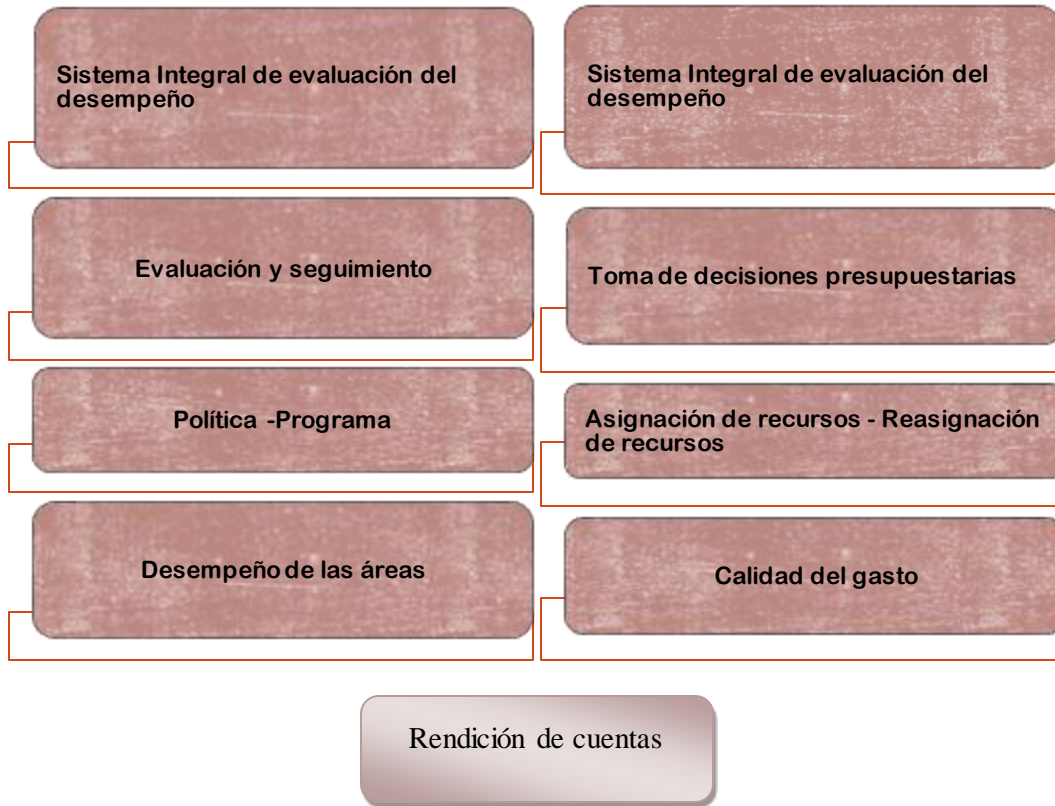 Sistema Integral de evaluación del
desempeño
Evaluación y seguimiento
Política -Programa
Desempeño de las áreas
Sistema Integral de evaluación del
desempeño
Toma de decisiones presupuestarias
Asignación de recursos - Reasignación
de recursos
Calidad del gasto
Rendición de cuentas